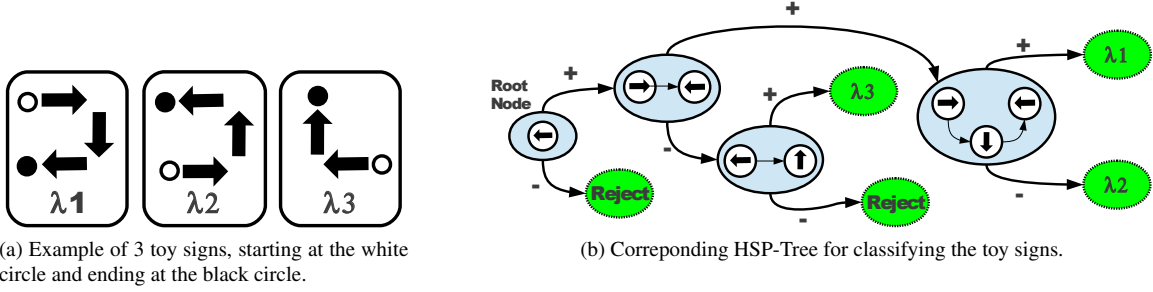 λ1
λ2
λ3
(a) Example of 3 toy signs, starting at the white
circle and ending at the black circle.
Root
Node
+
-
Reject
+
-
+
λ3
-
Reject
+
λ1
-
λ2
(b) Correponding HSP-Tree for classifying the toy signs.